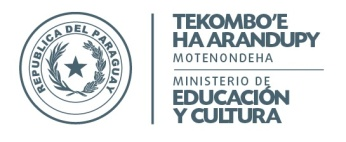 REPUBLICA DEL PARAGUAY
TEKOMBO'E
HA ARANDUPY
MOTENONDEHA
MINISTERIO DE
EDUCACIÓN
Y CULTURA